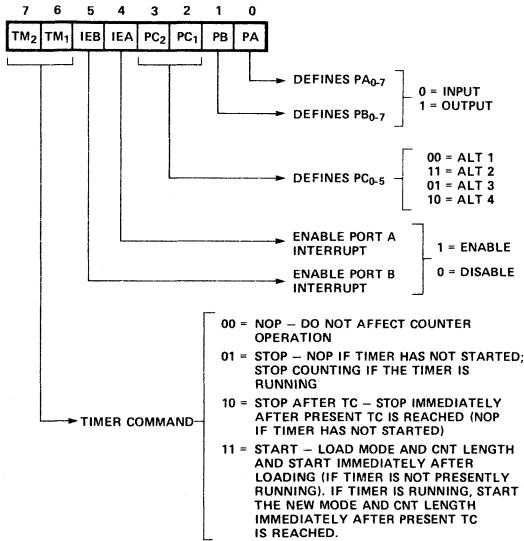 7 6 5 4 3 2 1 0
TM2 TM1 IEB IEA PC2 PC1 PB PA
DEFINES PA0-7
0 = INPUT
1 = OUTPUT
DEFINES PB0-7
DEFINES PC0-5
00 = ALT 1
11 = ALT 2
01 = ALT 3
10 = ALT 4
ENABLE PORT A
INTERRUPT
1 = ENABLE
0 = DISABLE
ENABLE PORT B
INTERRUPT
TIMER COMMAND
00 = NOP – DO NOT AFFECT COUNTER
OPERATION
01 = STOP – NOP IF TIMER HAS NOT STARTED;
STOP COUNTING IF THE TIMER IS
RUNNING
10 = STOP AFTER TC – STOP IMMEDIATELY
AFTER PRESENT TC IS REACHED (NOP
IF TIMER HAS NOT STARTED)
11 = START – LOAD MODE AND CNT LENGTH
AND START IMMEDIATELY AFTER
LOADING (IF TIMER IS NOT PRESENTLY
RUNNING). IF TIMER IS RUNNING, START
THE NEW MODE AND CNT LENGTH
IMMEDIATELY AFTER PRESENT TC
IS REACHED.